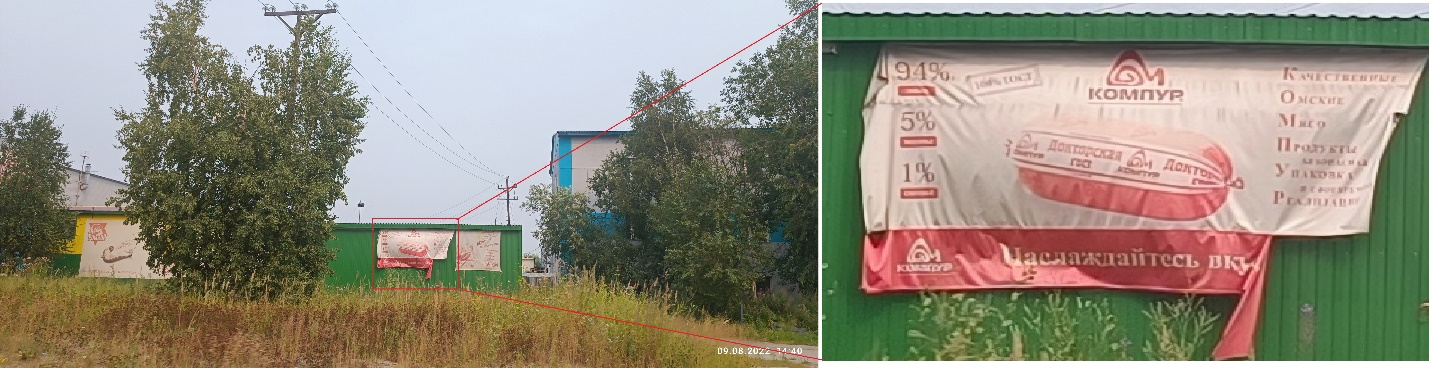 09.08.2022 14:40
94%
100% ГОСТ
КОМПУР
5%
1%
ДОКТОРСКАЯ
ГОСТ
КОМПУР
КАЧЕСТВЕННЫЕ
ОМСКИЕ
МЯСО
ПРОДУКТЫ
УПАКОВКА
РЕАЛИЗАЦИЯ
КОМПУР
Наслаждайтесь вку